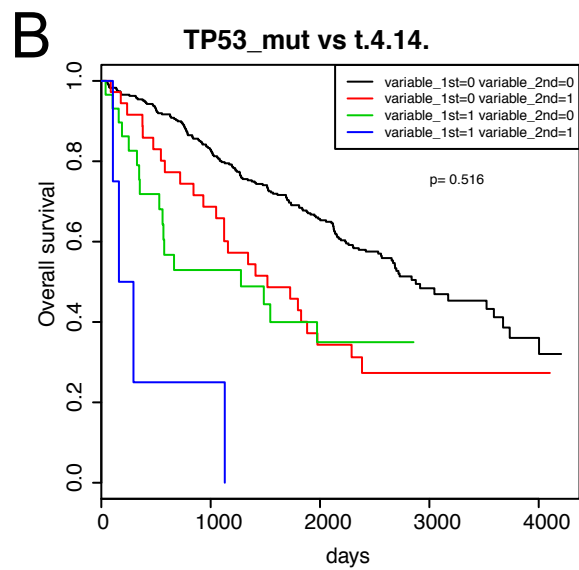 B
TP53_mut vs t.4.14.
variable_1st=0 variable_2nd=0
variable_1st=0 variable_2nd=1
variable_1st=1 variable_2nd=0
variable_1st=1 variable_2nd=1
p= 0.516
Overall survival
1.0
0.8
0.6
0.4
0.2
0.0
0 1000 2000 3000 4000
days